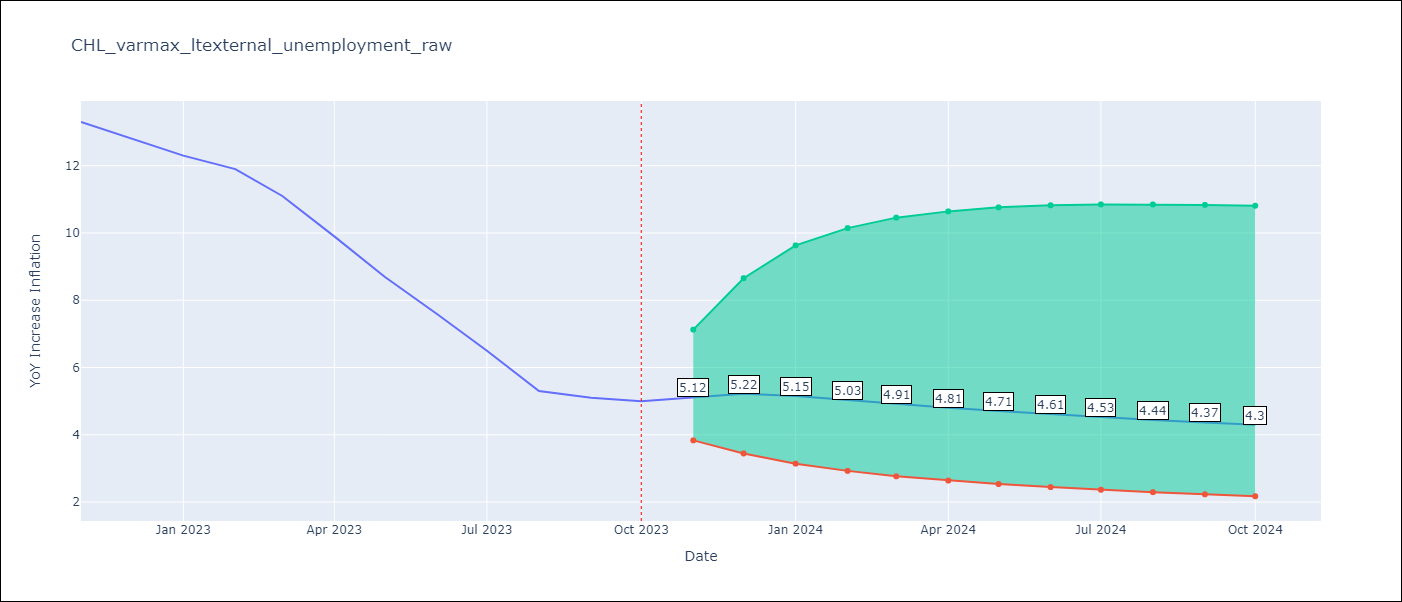 CHL_varmax_ltexternal_unemployment_raw
YoY Increase Inflation
12
10
8
6
4
2
5.12
5.22
5.15
5.03
4.91
4.81
4.71
4.61
4.53
4.44
4.37
4.3
Jan 2023
Apr 2023
Jul 2023
Oct 2023
Jan 2024
Apr 2024
Jul 2024
Oct 2024
Date